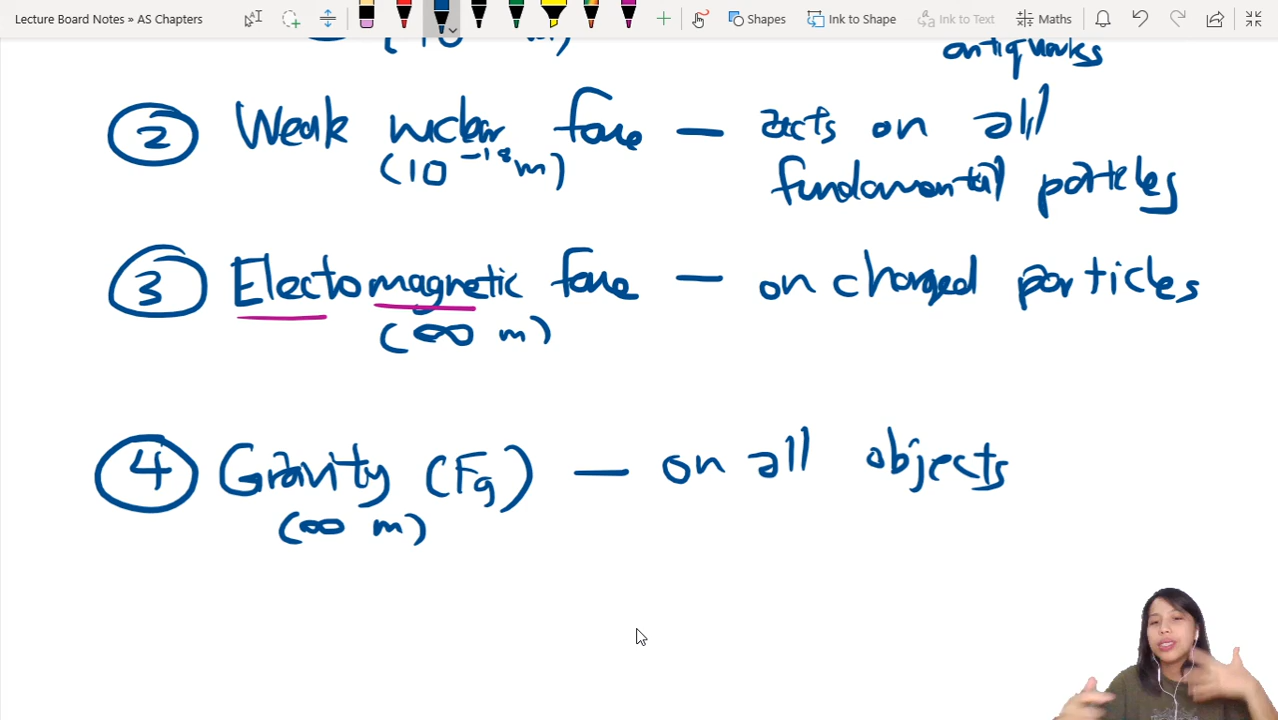 Lecture Board Notes » AS Chapters
Shapes
Ink to Shape
Ink to Text
Maths
antiquarks
② Weak nuclear force — acts on all
(10⁻¹⁸ m)
fundamental particles
③ Electomagnetic force — on charged particles
(∞ m)
④ Gravity (Fg) — on all objects
(∞ m)